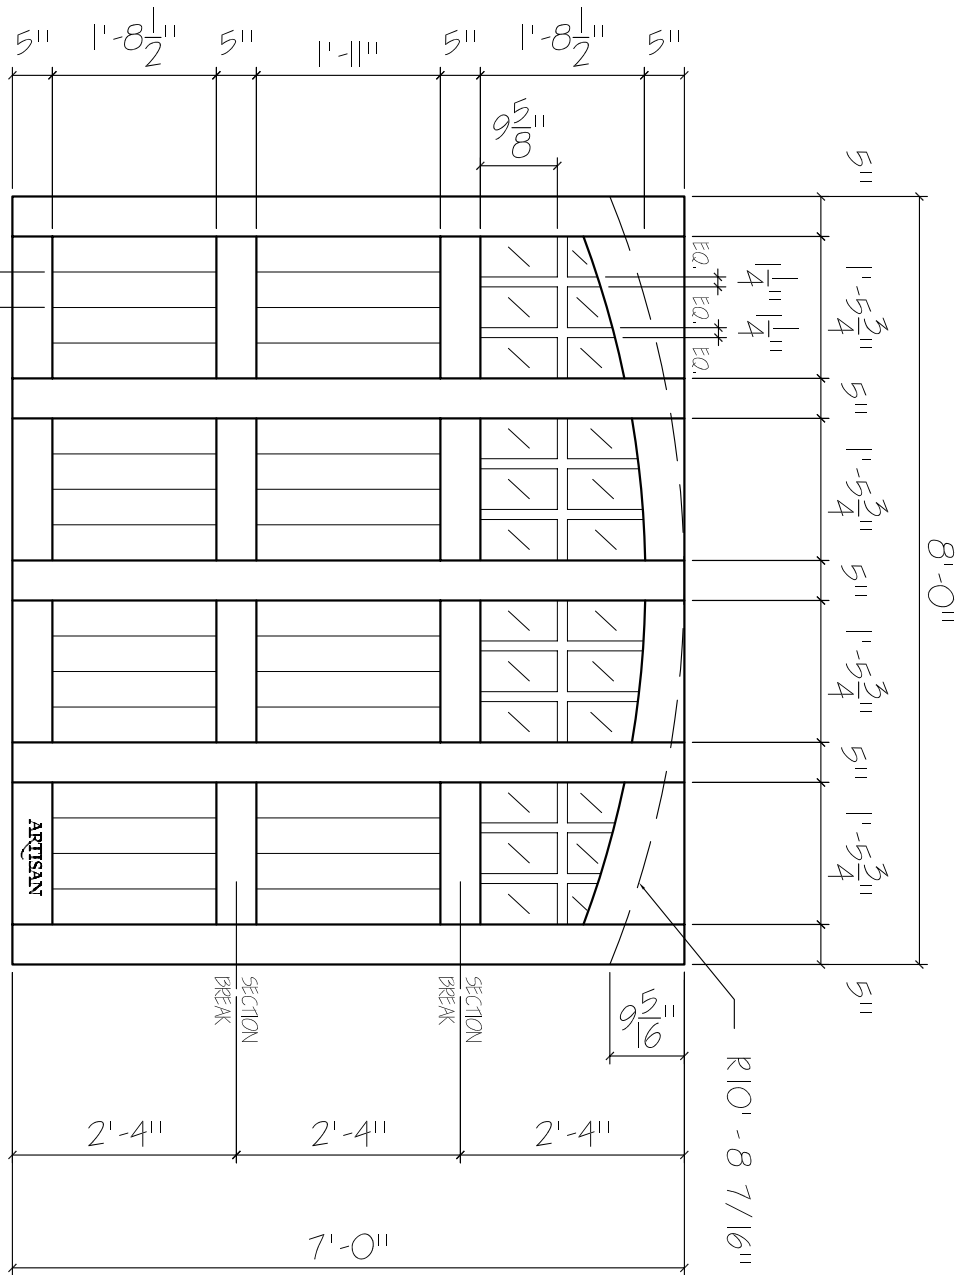 5"
1'-8 1/2"
5"
1'-11"
5"
1'-8 1/2"
5"
9 5/8"
5"
8'-0"
1'-5 3/4"
5"
1'-5 3/4"
5"
1'-5 3/4"
5"
1'-5 3/4"
5"
1 1/4"
1 1/4"
EQ.
EQ.
EQ.
ARTISAN
SECTION
BREAK
SECTION
BREAK
9 5/16"
R10'-8 7/16"
2'-4"
2'-4"
2'-4"
7'-0"